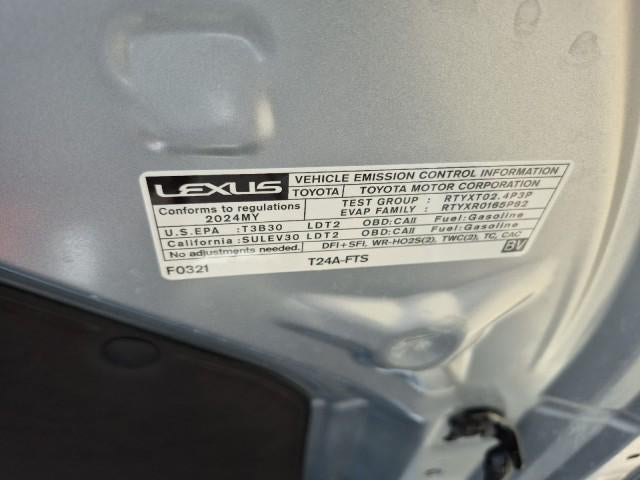 LEXUS VEHICLE EMISSION CONTROL INFORMATION
TOYOTA TOYOTA MOTOR CORPORATION
Conforms to regulations TEST GROUP : RTYXT02.4P3P
2024MY EVAP FAMILY : RTYXR0165P82
U.S.EPA :T3B30 LDT2 OBD:CAII Fuel:Gasoline
California :SULEV30 LDT2 OBD:CAII Fuel:Gasoline
No adjustments needed. DFI+SFI, WR-HO2S(2), TWC(2), TC, CAC BV
F0321 T24A-FTS